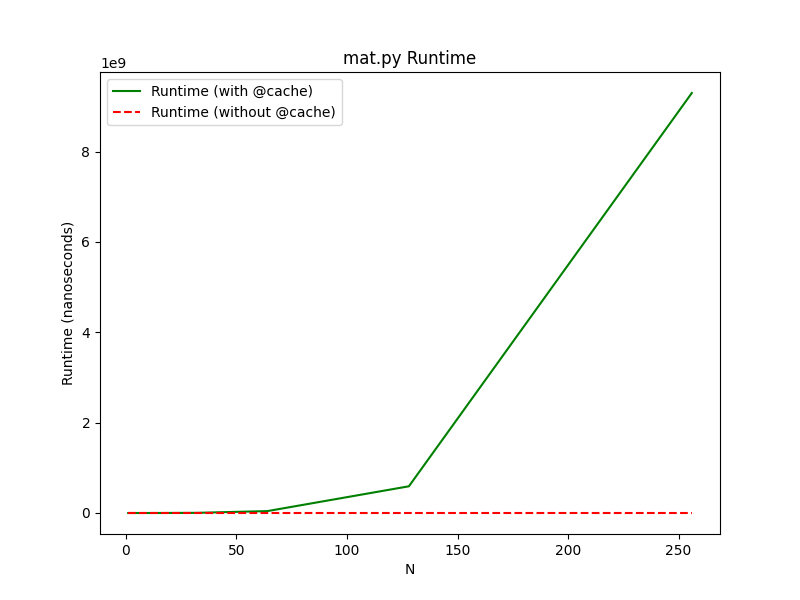 mat.py Runtime
1e9
Runtime (with @cache)
Runtime (without @cache)
Runtime (nanoseconds)
8
6
4
2
0
0 50 100 150 200 250
N